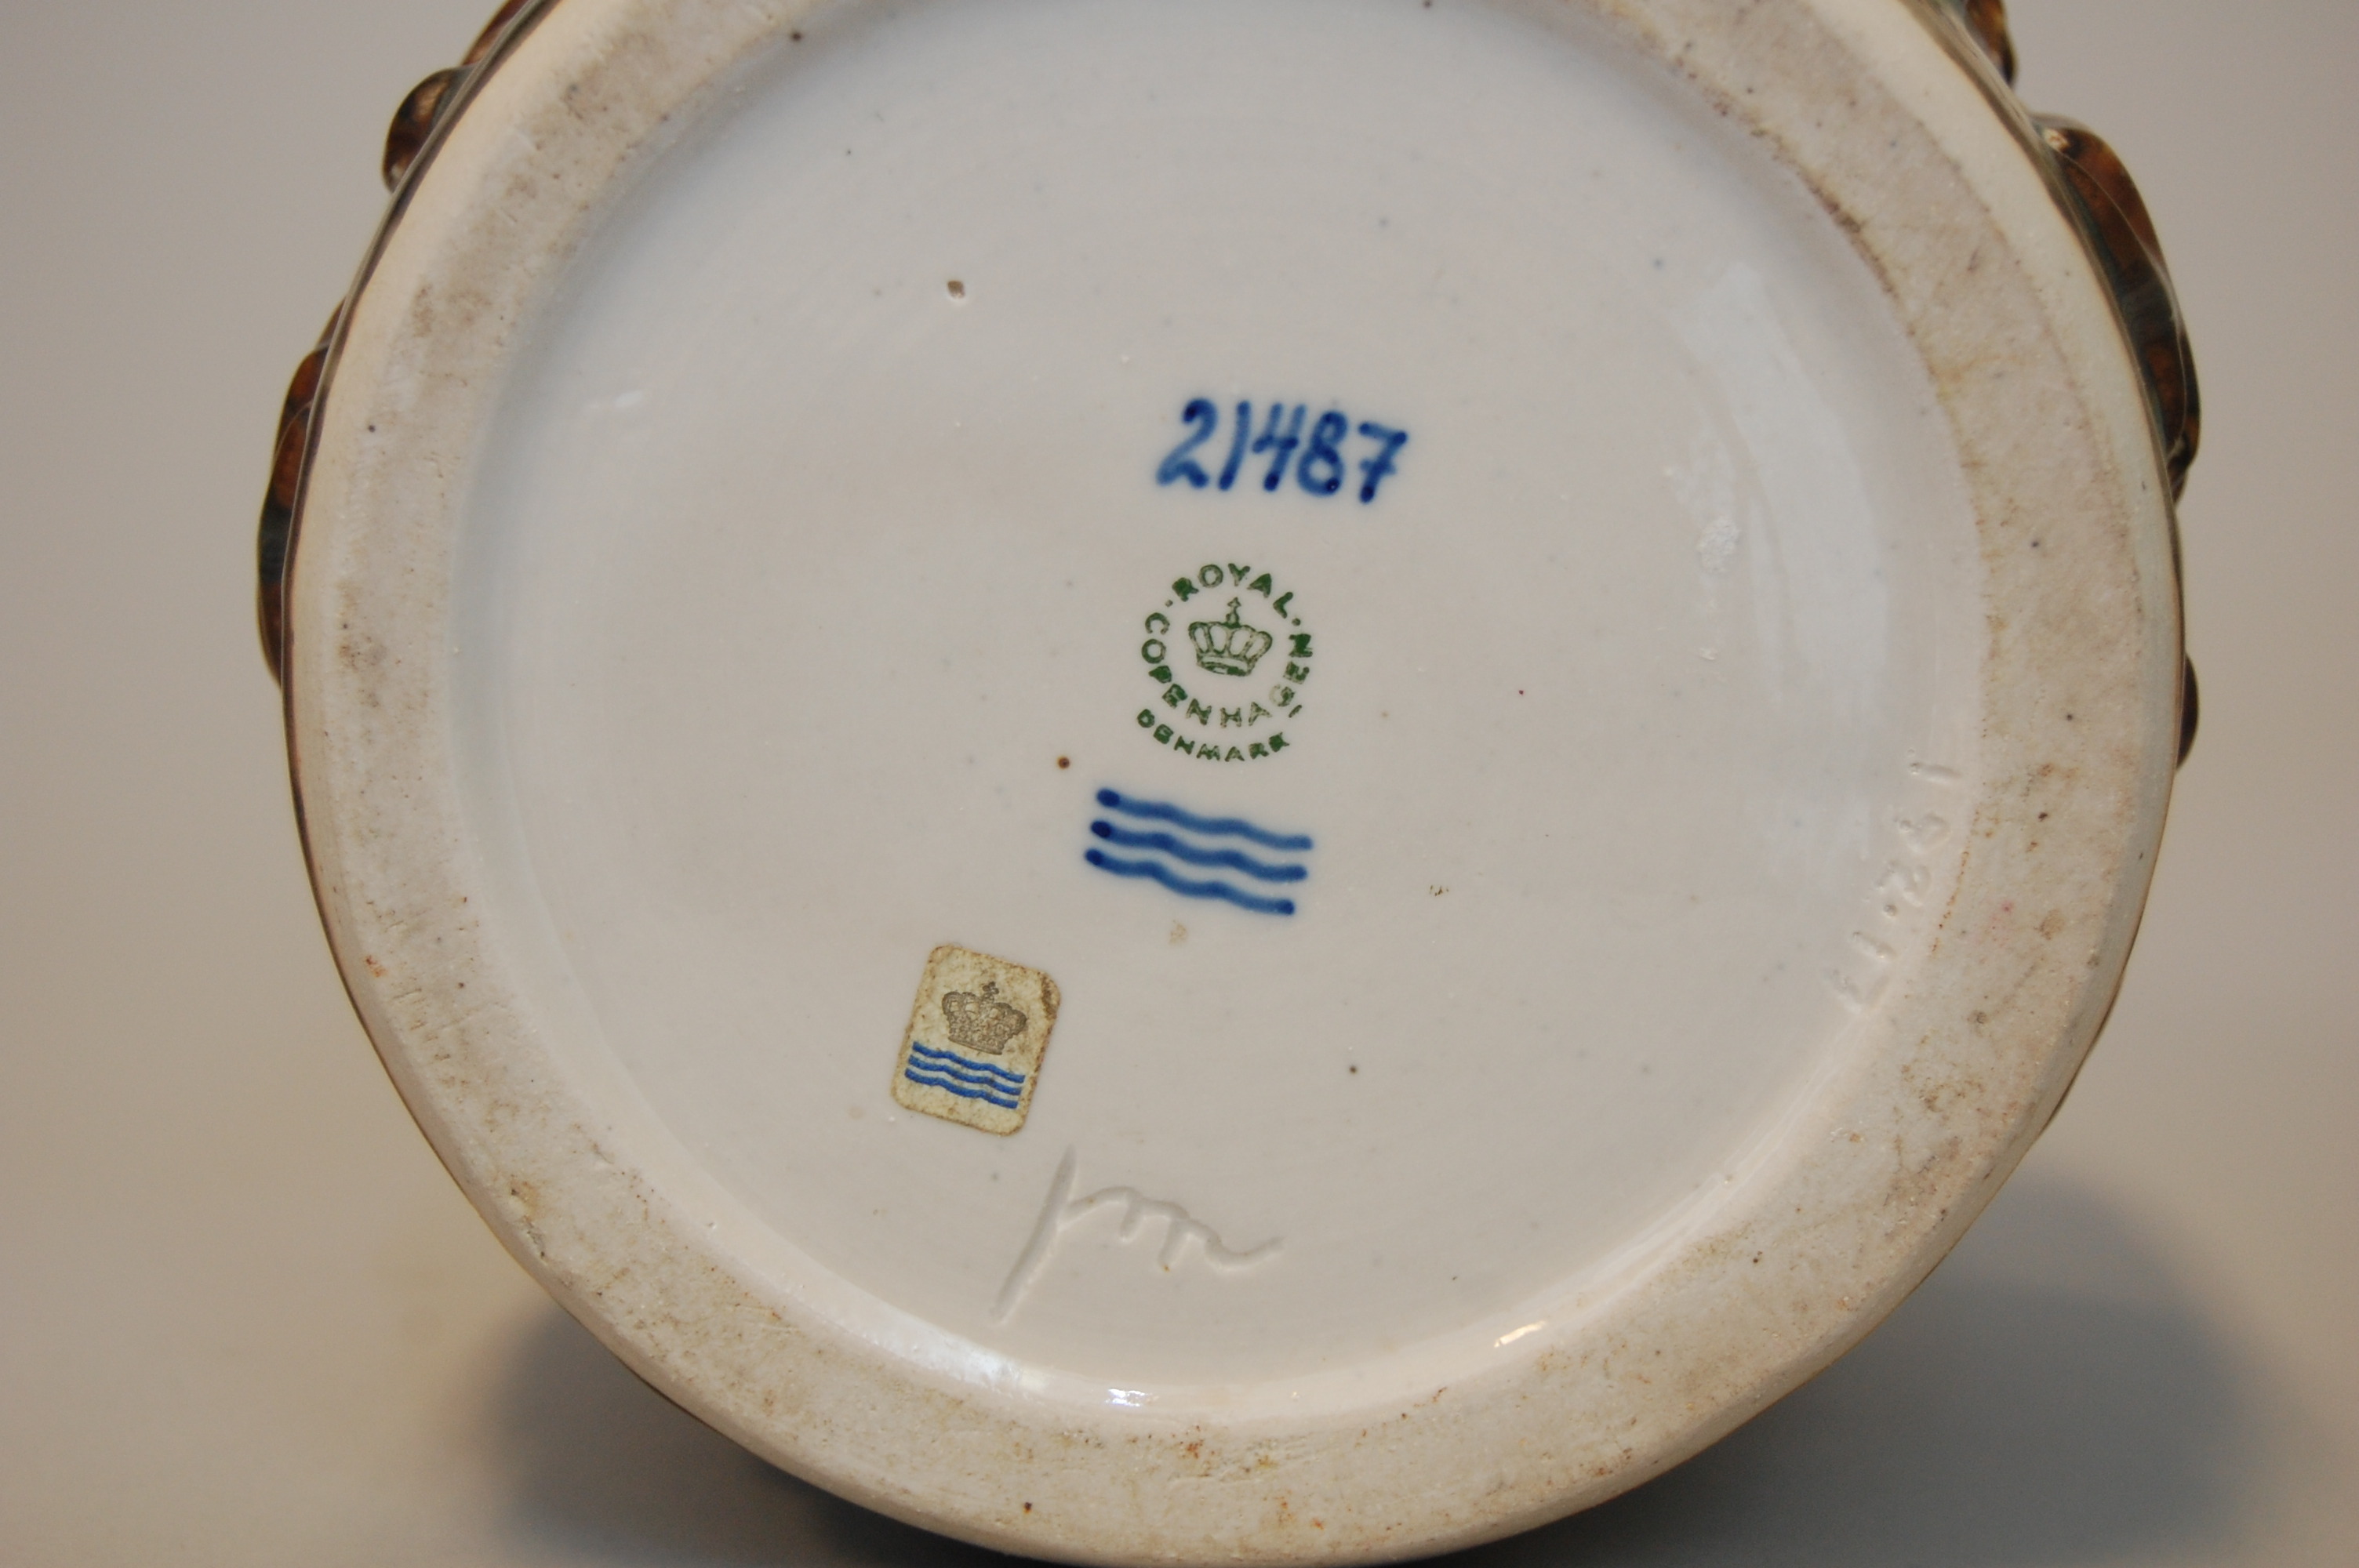 21487
ROYAL
COPENHAGEN
DENMARK